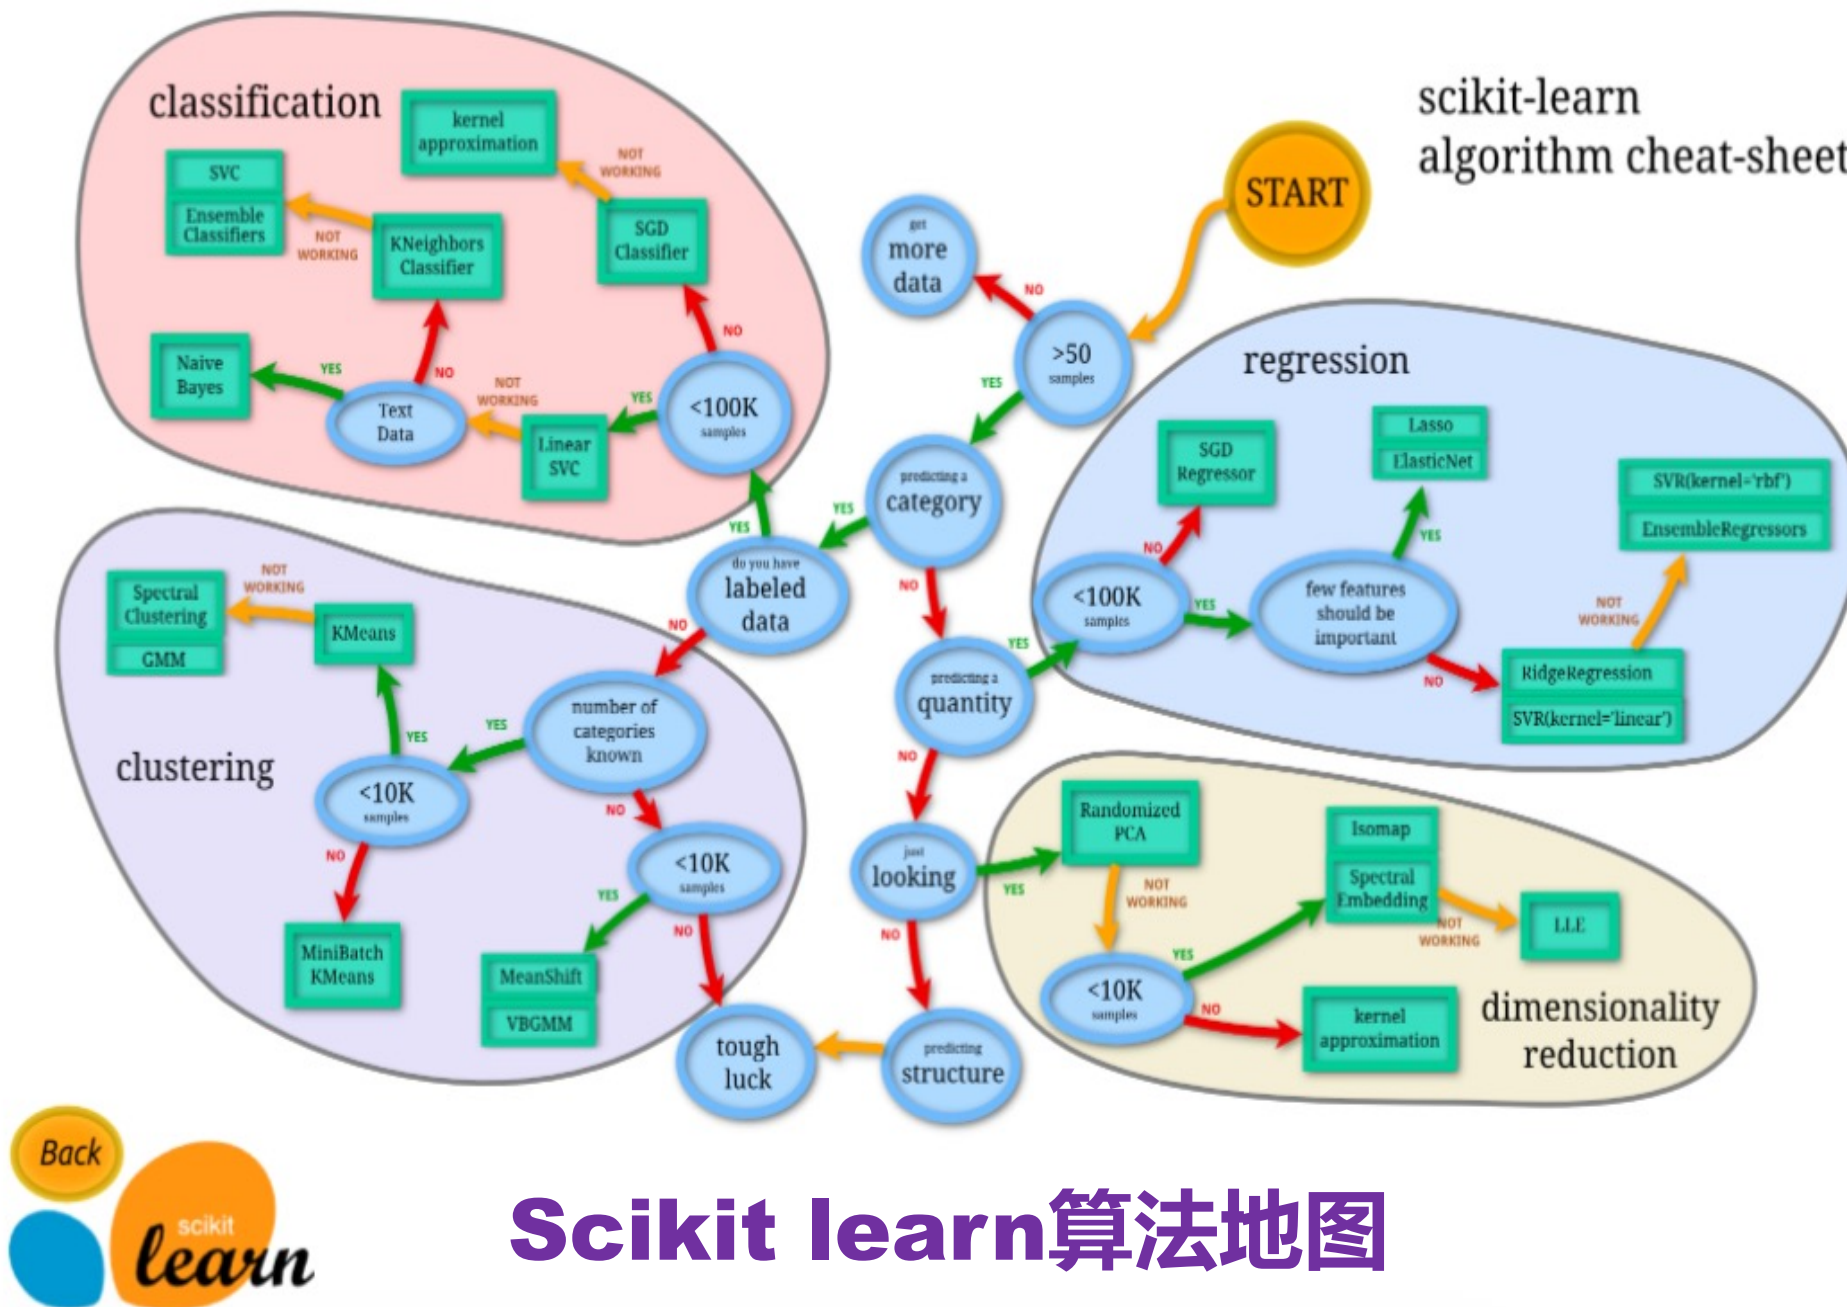 scikit-learn
algorithm cheat-sheet
START
get
more
data
NO
>50
samples
YES
predicting a
category
YES
NO
do you have
labeled
data
YES
NO
predicting a
quantity
YES
NO
just
looking
YES
NO
predicting
structure
tough
luck
classification
kernel
approximation
NOT
WORKING
SVC
Ensemble
Classifiers
NOT
WORKING
KNeighbors
Classifier
SGD
Classifier
NO
Naive
Bayes
YES
NO
Text
Data
NOT
WORKING
Linear
SVC
YES
<100K
samples
regression
SGD
Regressor
Lasso
ElasticNet
SVR(kernel='rbf')
EnsembleRegressors
NO
YES
<100K
samples
YES
few features
should be
important
NOT
WORKING
NO
RidgeRegression
SVR(kernel='linear')
clustering
Spectral
Clustering
GMM
NOT
WORKING
KMeans
YES
YES
number of
categories
known
<10K
samples
NO
NO
<10K
samples
YES
NO
MiniBatch
KMeans
MeanShift
VBGMM
dimensionality
reduction
Randomized
PCA
NOT
WORKING
Isomap
Spectral
Embedding
NOT
WORKING
LLE
YES
<10K
samples
NO
kernel
approximation
Back
scikit
learn
Scikit learn算法地图